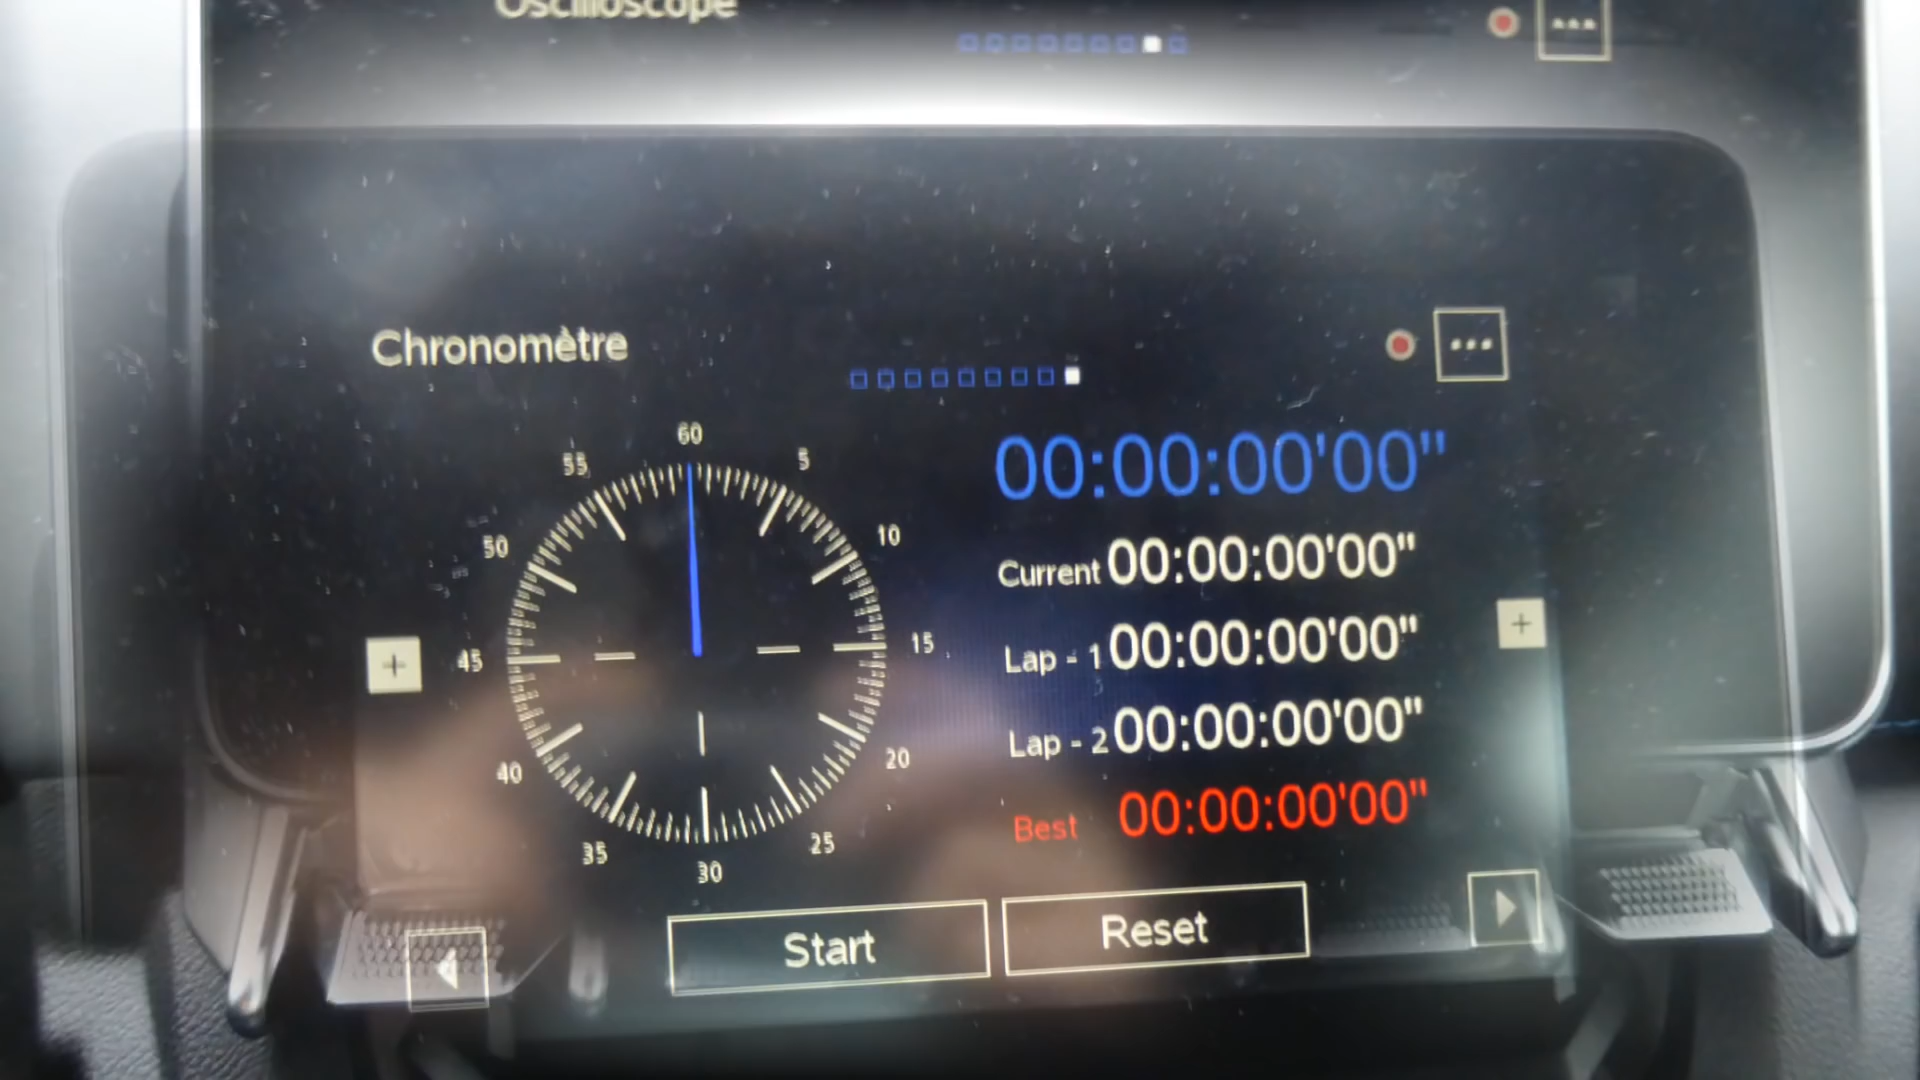 Oscilloscope
Chronomètre
60
55
5
50
10
45
15
40
20
35
25
30
00:00:00'00"
Current 00:00:00'00"
Lap - 1 00:00:00'00"
Lap - 2 00:00:00'00"
Best 00:00:00'00"
Start
Reset